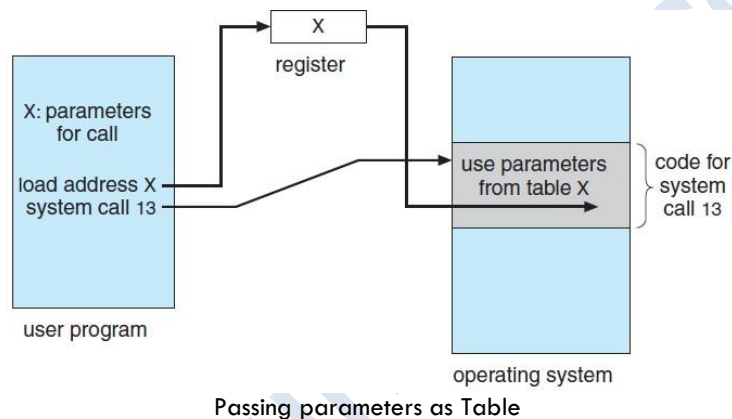 X
register
X: parameters
for call
load address X
system call 13
user program
use parameters
from table X
code for
system
call 13
operating system
Passing parameters as Table